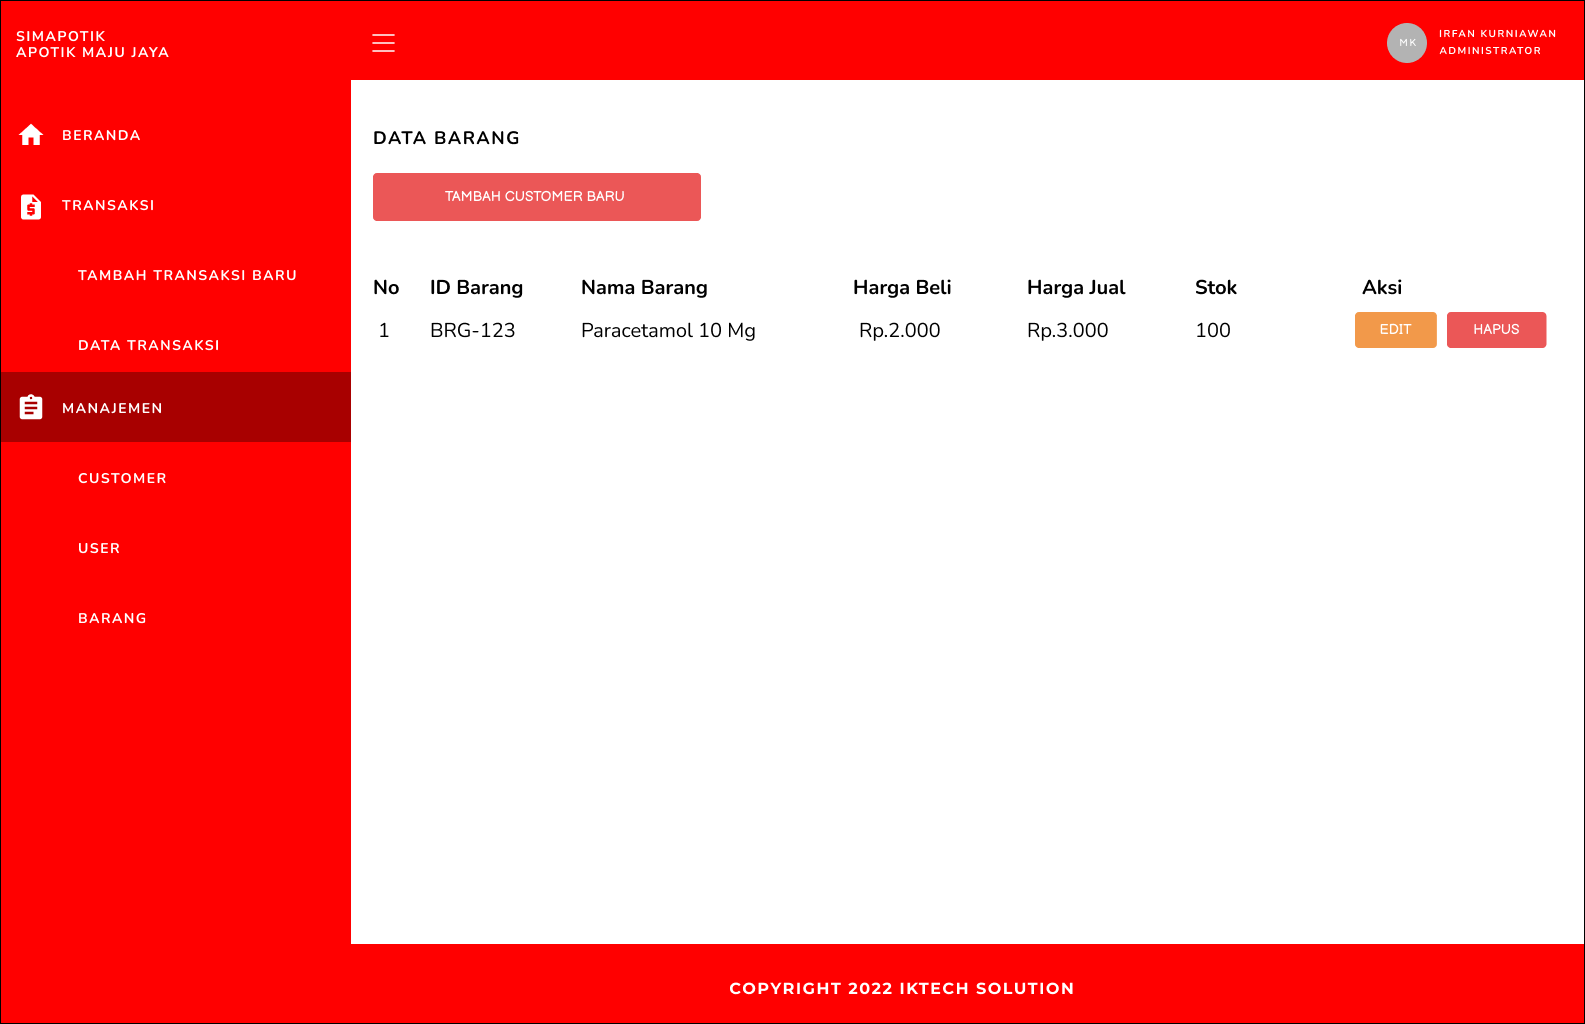 SIMAPOTIK
APOTIK MAJU JAYA
MK
IRFAN KURNIAWAN
ADMINISTRATOR
BERANDA
TRANSAKSI
TAMBAH TRANSAKSI BARU
DATA TRANSAKSI
MANAJEMEN
CUSTOMER
USER
BARANG
DATA BARANG
TAMBAH CUSTOMER BARU
No ID Barang Nama Barang Harga Beli Harga Jual Stok Aksi
1 BRG-123 Paracetamol 10 Mg Rp.2.000 Rp.3.000 100 EDIT HAPUS
COPYRIGHT 2022 IKTECH SOLUTION